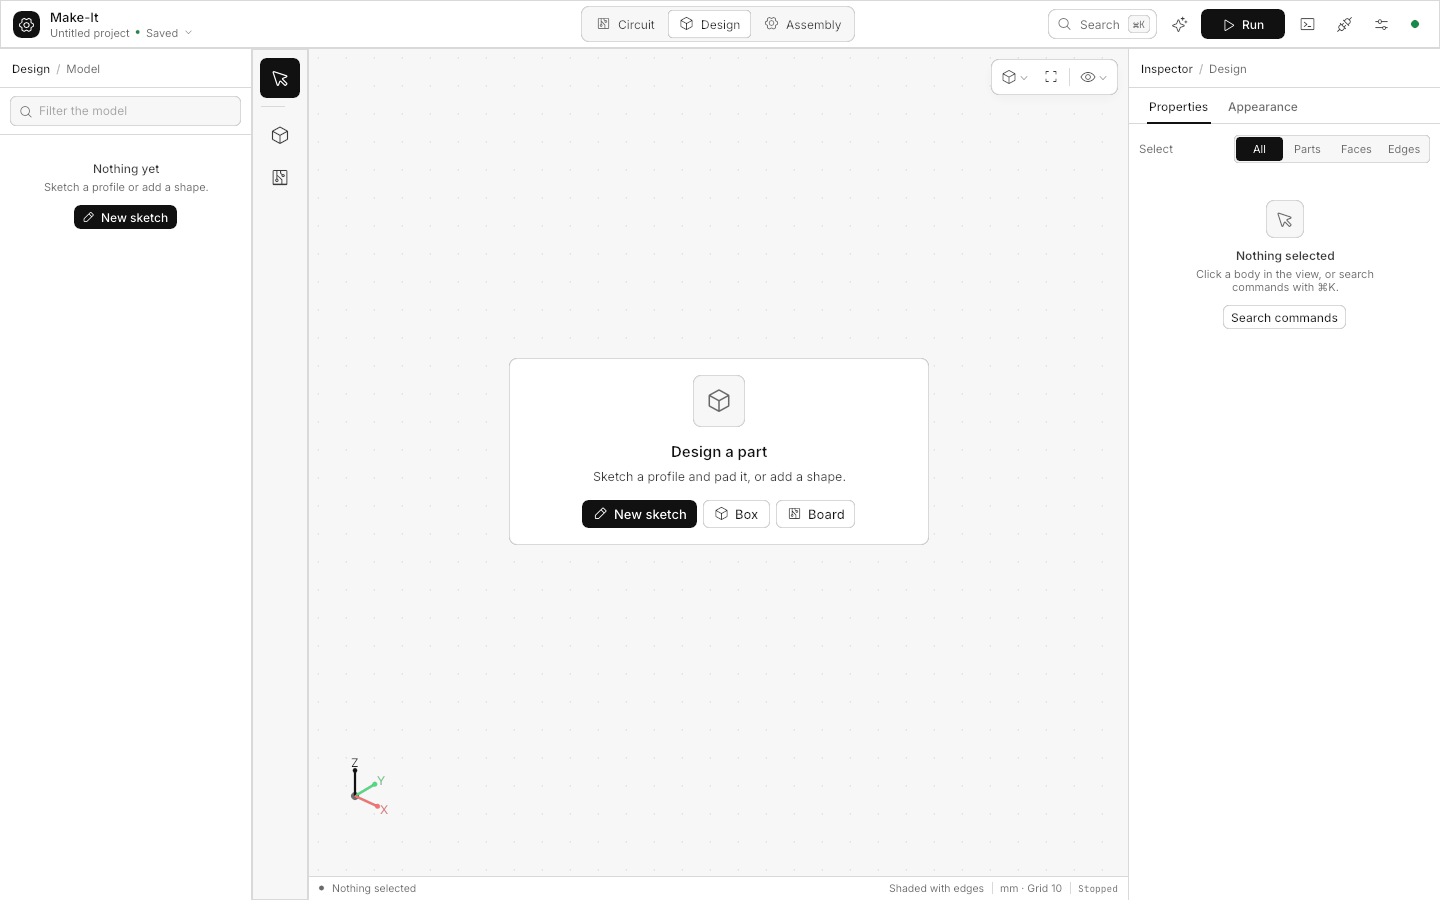 Make-It
Untitled project • Saved
Circuit
Design
Assembly
Search ⌘K
Run
Design / Model
Filter the model
Nothing yet
Sketch a profile or add a shape.
New sketch
Design a part
Sketch a profile and pad it, or add a shape.
New sketch
Box
Board
Z
Y
X
Nothing selected
Shaded with edges
mm · Grid 10
Stopped
Inspector / Design
Properties
Appearance
Select
All
Parts
Faces
Edges
Nothing selected
Click a body in the view, or search
commands with ⌘K.
Search commands